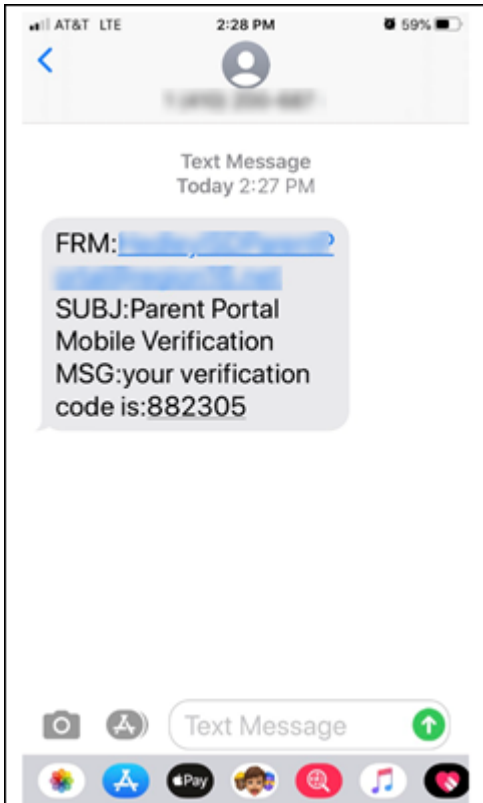 AT&T LTE 2:28 PM 59%
Text Message
Today 2:27 PM
FRM:
SUBJ:Parent Portal
Mobile Verification
MSG:your verification
code is:882305
Text Message
Pay